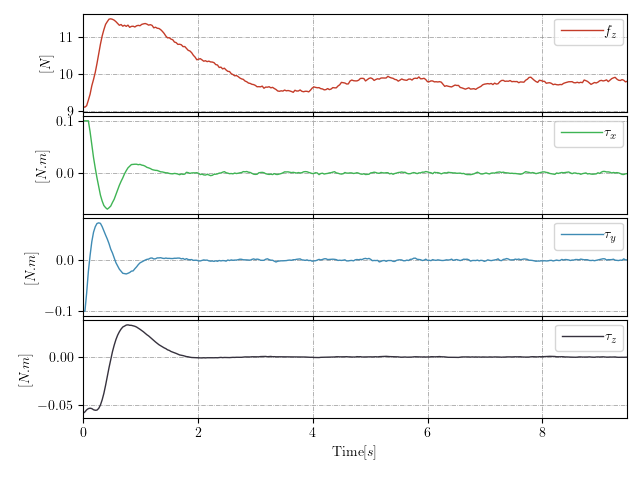 11
10
9
[N]
f_z
0.1
0.0
[N.m]
τ_x
0.0
−0.1
[N.m]
τ_y
0.00
−0.05
[N.m]
τ_z
0 2 4 6 8
Time[s]